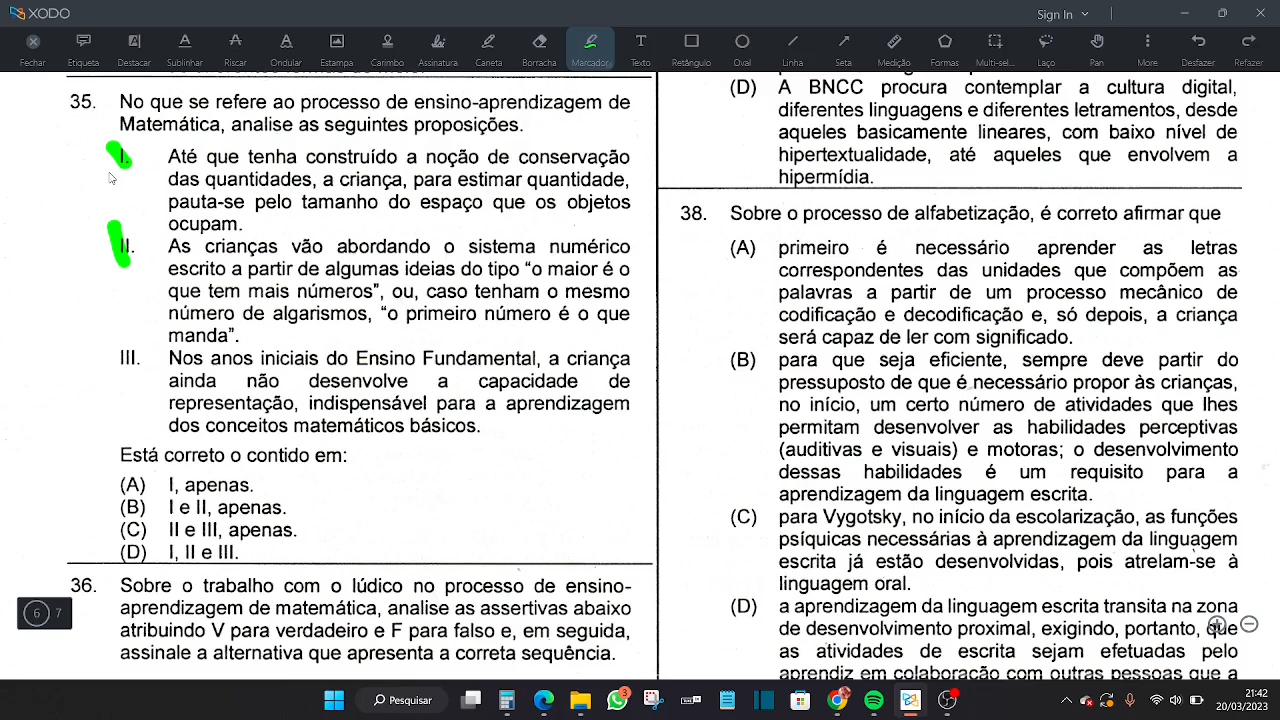 XODO
Sign In
Fechar
Etiqueta
Destacar
Sublinhar
Riscar
Ondular
Estampa
Carimbo
Assinatura
Caneta
Borracha
Marcador
Texto
Retângulo
Oval
Linha
Seta
Régua
Formas
Multi-sel...
Laço
Pan
More
Desfazer
Refazer
35. No que se refere ao processo de ensino-aprendizagem de
Matemática, analise as seguintes proposições.
I. Até que tenha construído a noção de conservação
das quantidades, a criança, para estimar quantidade,
pauta-se pelo tamanho do espaço que os objetos
ocupam.
II. As crianças vão abordando o sistema numérico
escrito a partir de algumas ideias do tipo “o maior é o
que tem mais números”, ou, caso tenham o mesmo
número de algarismos, “o primeiro número é o que
manda”.
III. Nos anos iniciais do Ensino Fundamental, a criança
ainda não desenvolve a capacidade de
representação, indispensável para a aprendizagem
dos conceitos matemáticos básicos.
Está correto o contido em:
(A) I, apenas.
(B) I e II, apenas.
(C) II e III, apenas.
(D) I, II e III.
36. Sobre o trabalho com o lúdico no processo de ensino-
aprendizagem de matemática, analise as assertivas abaixo
atribuindo V para verdadeiro e F para falso e, em seguida,
assinale a alternativa que apresenta a correta sequência.
6 7
(D) A BNCC procura contemplar a cultura digital,
diferentes linguagens e diferentes letramentos, desde
aqueles basicamente lineares, com baixo nível de
hipertextualidade, até aqueles que envolvem a
hipermídia.
38. Sobre o processo de alfabetização, é correto afirmar que
(A) primeiro é necessário aprender as letras
correspondentes das unidades que compõem as
palavras a partir de um processo mecânico de
codificação e decodificação e, só depois, a criança
será capaz de ler com significado.
(B) para que seja eficiente, sempre deve partir do
pressuposto de que é necessário propor às crianças,
no início, um certo número de atividades que lhes
permitam desenvolver as habilidades perceptivas
(auditivas e visuais) e motoras; o desenvolvimento
dessas habilidades é um requisito para a
aprendizagem da linguagem escrita.
(C) para Vygotsky, no início da escolarização, as funções
psíquicas necessárias à aprendizagem da linguagem
escrita já estão desenvolvidas, pois atrelam-se à
linguagem oral.
(D) a aprendizagem da linguagem escrita transita na zona
de desenvolvimento proximal, exigindo, portanto, que
as atividades de escrita sejam efetuadas pelo
aprendiz em colaboração com outras pessoas que a
Pesquisar
3
21:42
20/03/2023